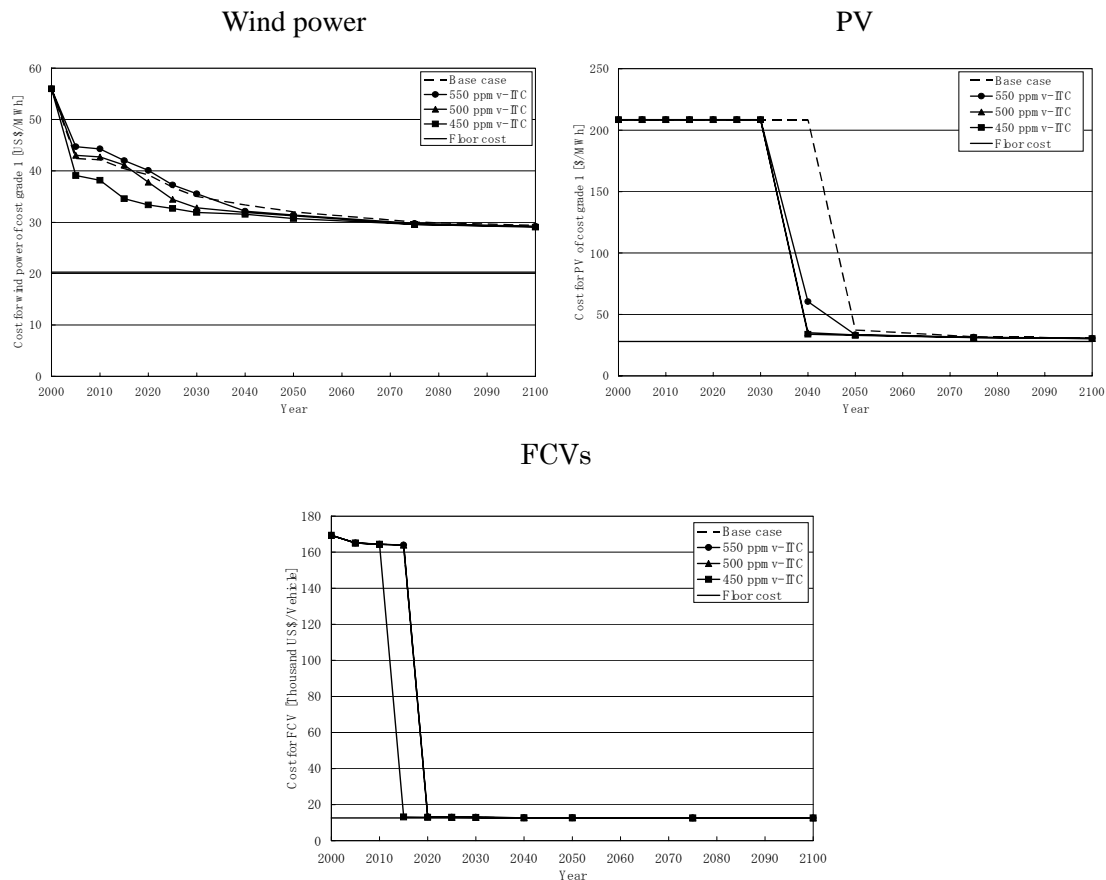 Wind power
PV
60
50
40
30
20
10
0
Cost for wind power of cost grade 1 [US$/MWh]
Base case
550 ppmv-ITC
500 ppmv-ITC
450 ppmv-ITC
Floor cost
2000 2010 2020 2030 2040 2050 2060 2070 2080 2090 2100
Year
250
200
150
100
50
0
Cost for PV of cost grade 1 [$/MWh]
Base case
550 ppmv-ITC
500 ppmv-ITC
450 ppmv-ITC
Floor cost
2000 2010 2020 2030 2040 2050 2060 2070 2080 2090 2100
Year
FCVs
180
160
140
120
100
80
60
40
20
0
Cost for FCV [Thousand US$/Vehicle]
Base case
550 ppmv-ITC
500 ppmv-ITC
450 ppmv-ITC
Floor cost
2000 2010 2020 2030 2040 2050 2060 2070 2080 2090 2100
Year